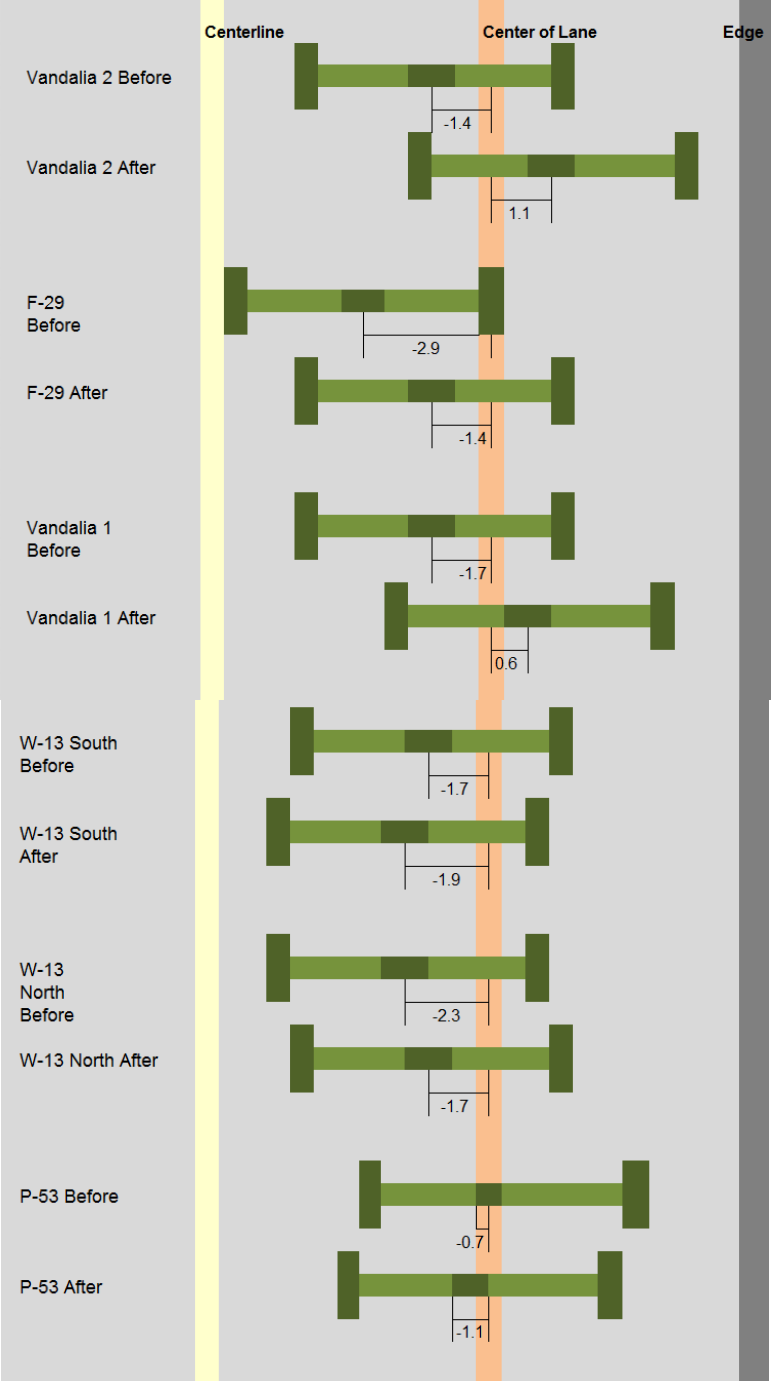 Centerline Center of Lane Edge
Vandalia 2 Before
-1.4
Vandalia 2 After
1.1
F-29
Before
-2.9
F-29 After
-1.4
Vandalia 1
Before
-1.7
Vandalia 1 After
0.6
W-13 South
Before
-1.7
W-13 South
After
-1.9
W-13
North
Before
-2.3
W-13 North After
-1.7
P-53 Before
-0.7
P-53 After
-1.1